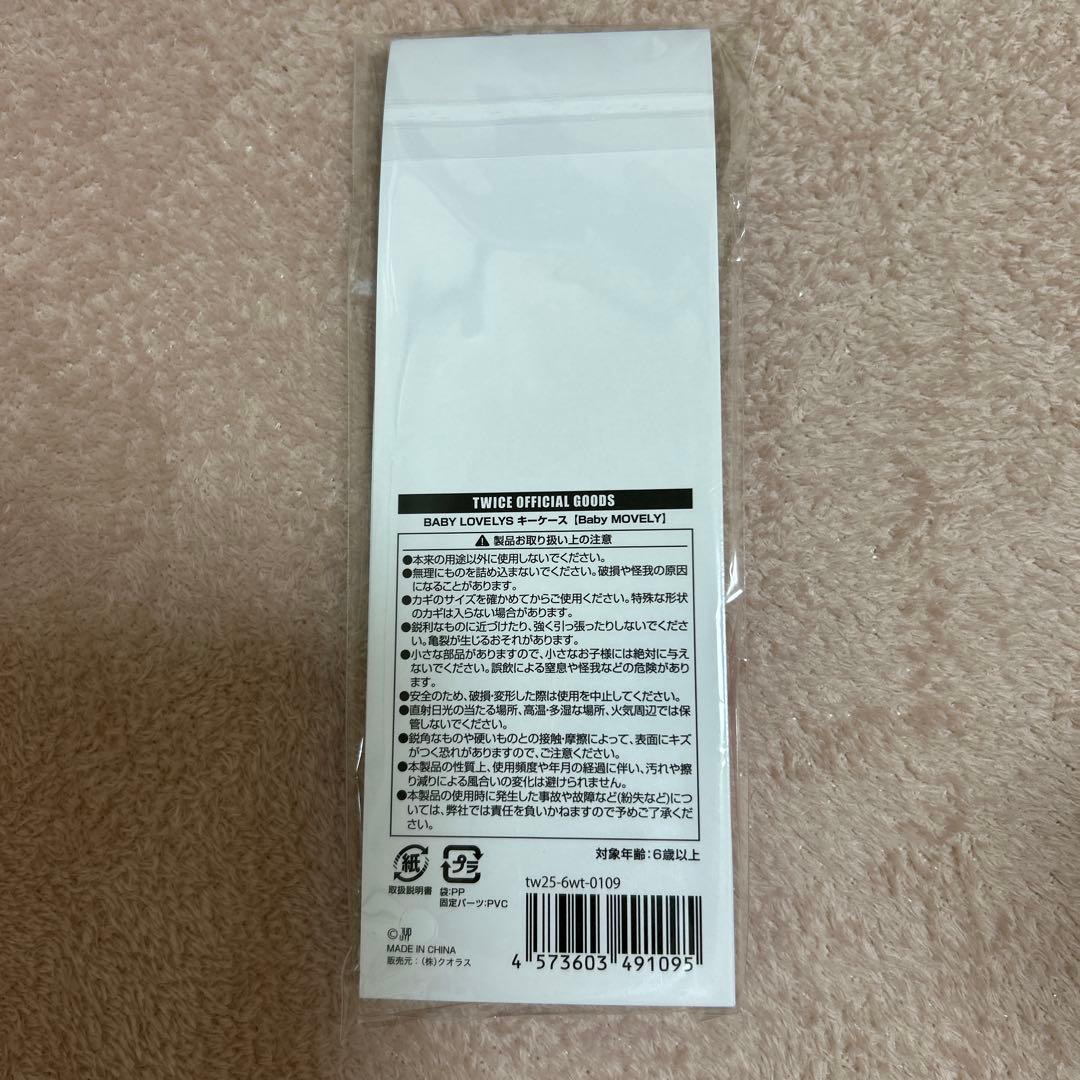 TWICE OFFICIAL GOODS
BABY LOVELYS キーケース【Baby MOVELY】
製品お取り扱い上の注意
●本来の用途以外に使用しないでください。
●無理にものを詰め込まないでください。破損や怪我の原因
になることがあります。
●カギのサイズを確かめてからご使用ください。特殊な形状
のカギは入らない場合があります。
●鋭利なものに近づけたり、強く引っ張ったりしないでくださ
い。亀裂が生じるおそれがあります。
●小さな部品がありますので、小さなお子様には絶対に与え
ないでください。誤飲による窒息や怪我などの危険があり
ます。
●安全のため、破損・変形した際は使用を中止してください。
●直射日光の当たる場所、高温・多湿な場所、火気周辺では保
管しないでください。
●鋭角なものや硬いものとの接触・摩擦によって、表面にキズ
がつく恐れがありますので、ご注意ください。
●本製品の性質上、使用頻度や年月の経過に伴い、汚れや擦
り減りによる風合いの変化は避けられません。
●本製品の使用時に発生した事故や故障など(紛失など)につ
いては、弊社では責任を負いかねますので予めご了承くだ
さい。
対象年齢:6歳以上
紙
プラ
取扱説明書
袋:PP
固定パーツ:PVC
tw25-6wt-0109
© JYP
MADE IN CHINA
販売元:(株)クオラス
4 573603 491095